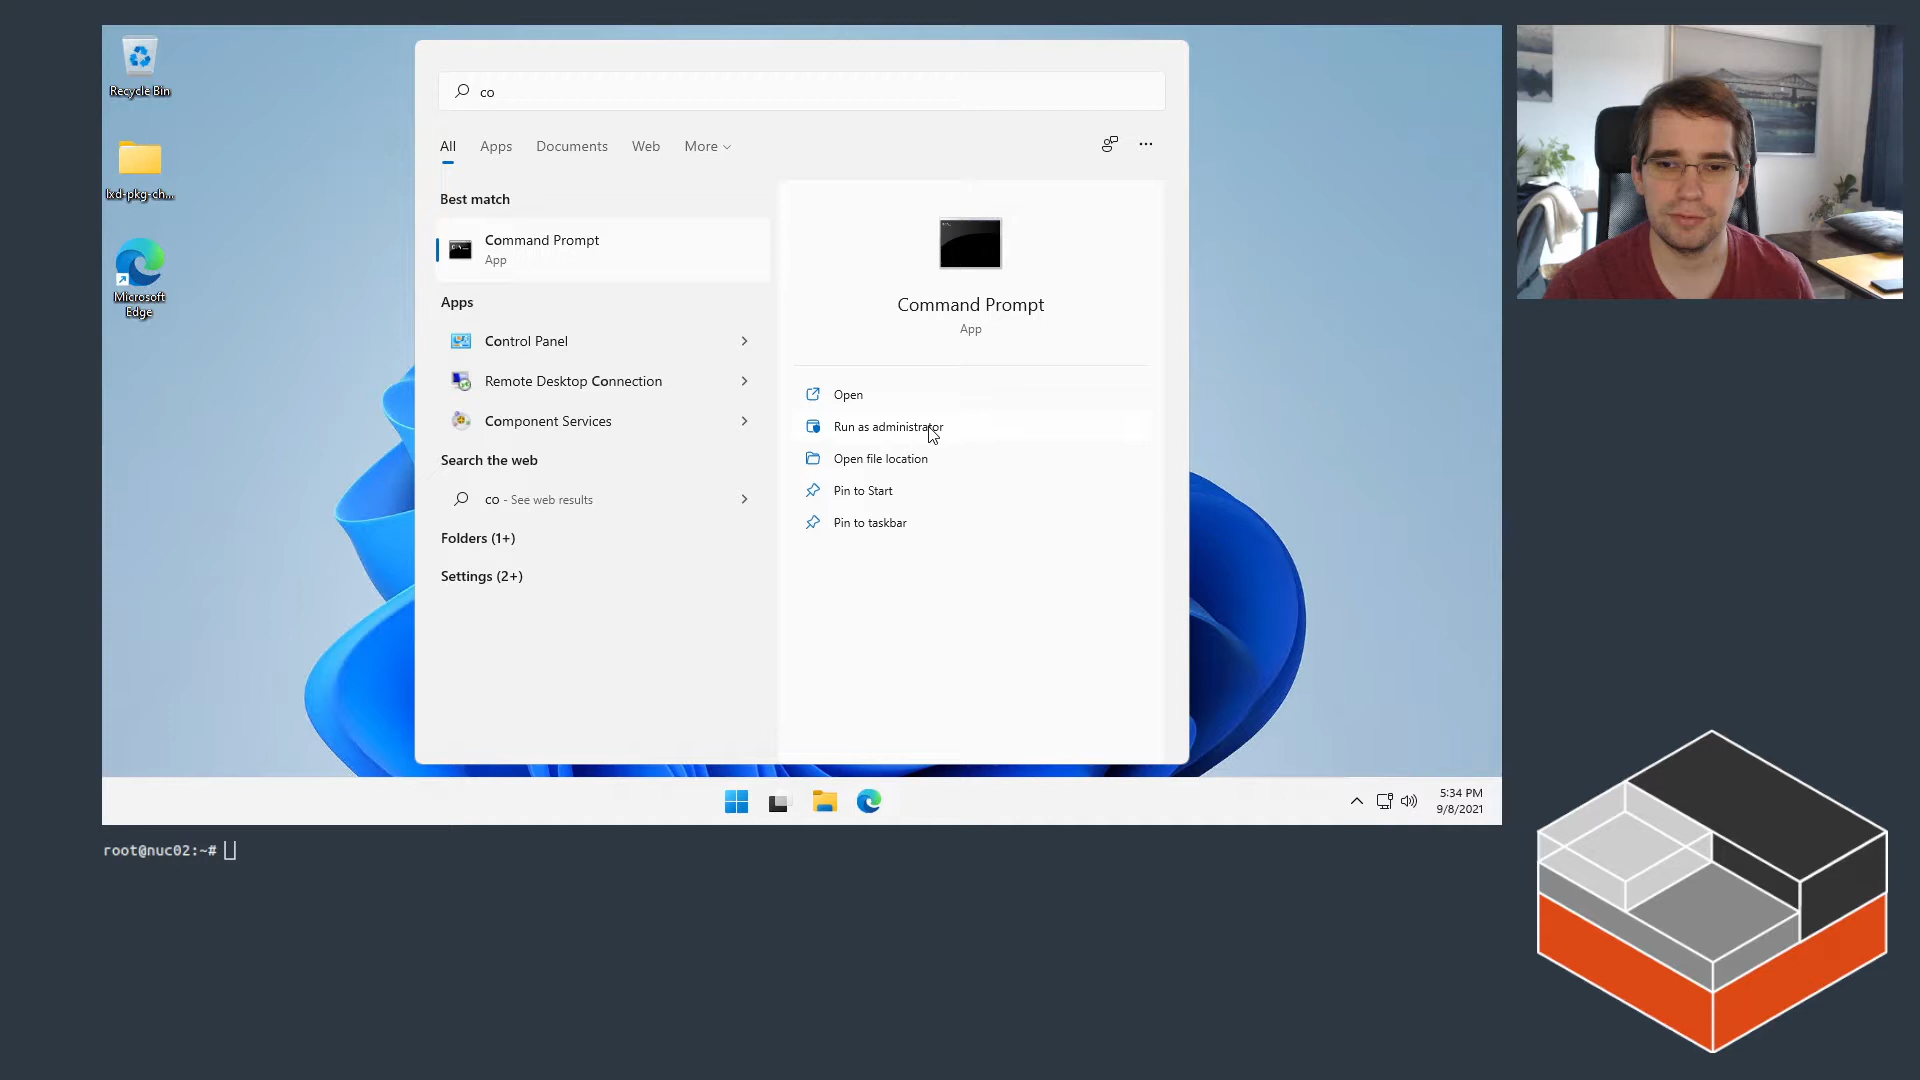 Recycle Bin
lxd-pkg-ch...
Microsoft
Edge
co
All
Apps
Documents
Web
More
Best match
Command Prompt
App
Apps
Control Panel
Remote Desktop Connection
Component Services
Search the web
co - See web results
Folders (1+)
Settings (2+)
Command Prompt
App
Open
Run as administrator
Open file location
Pin to Start
Pin to taskbar
5:34 PM
9/8/2021
root@nuc02:~#